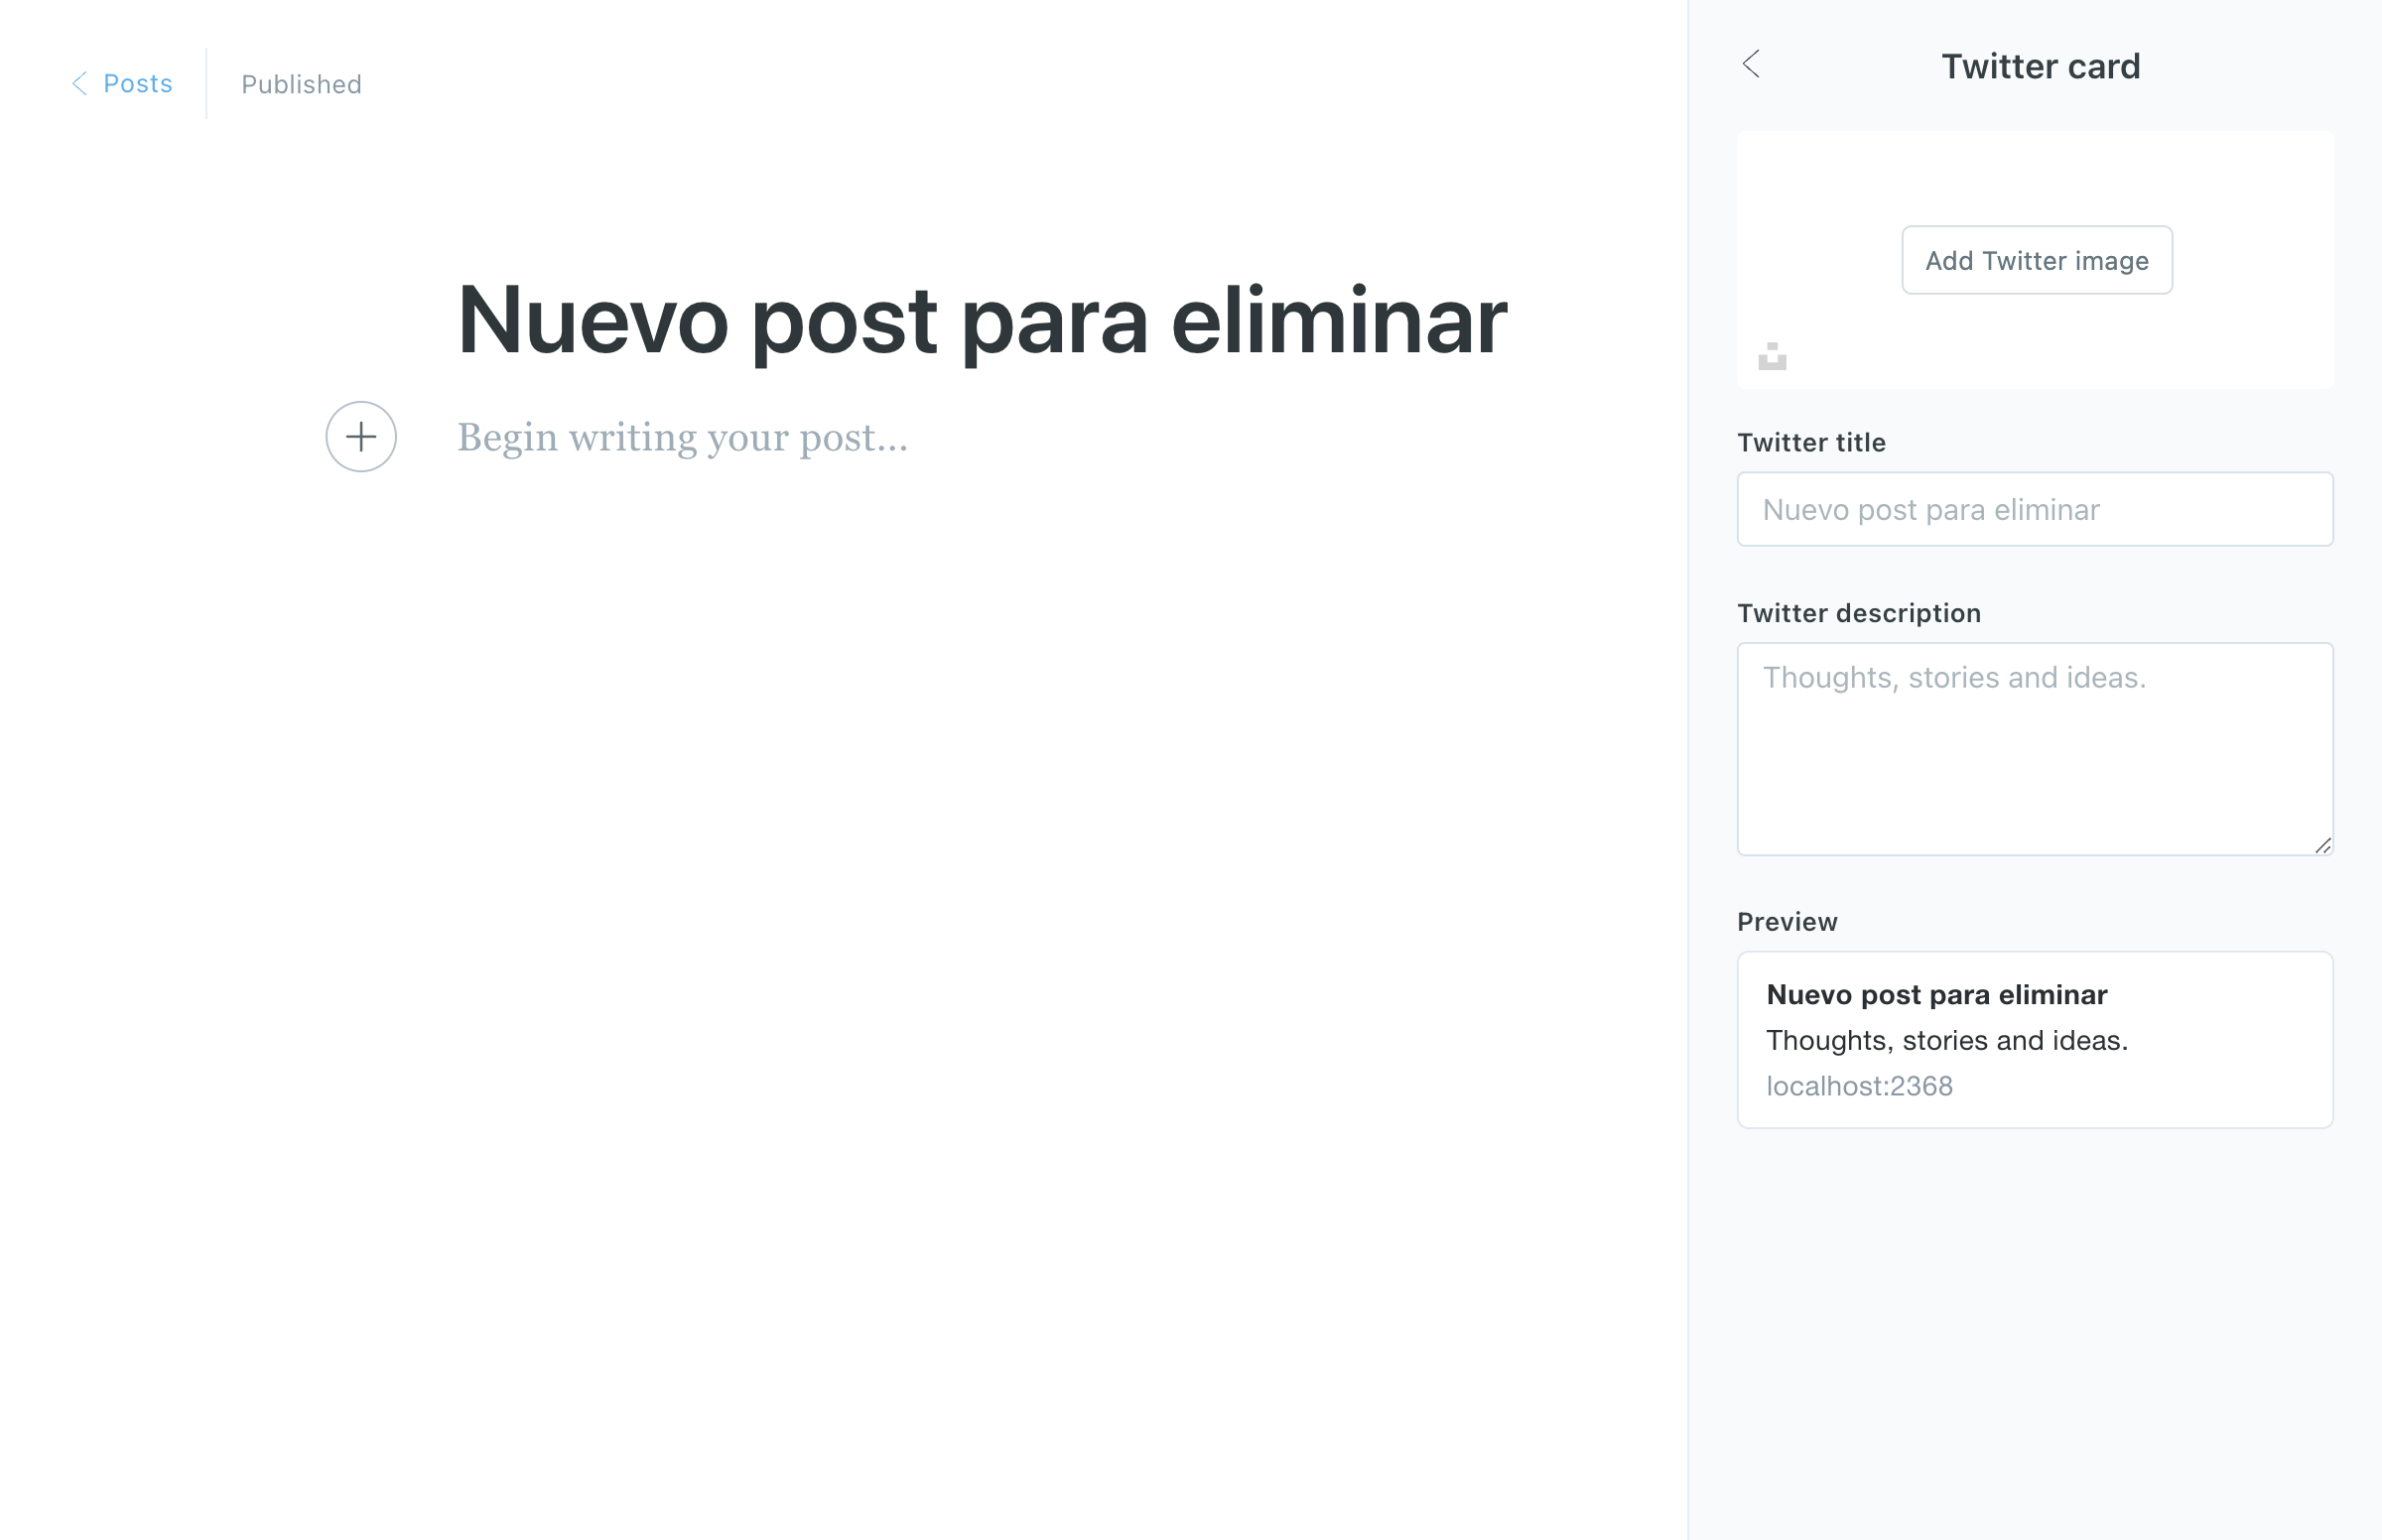 Posts
Published
Nuevo post para eliminar
Begin writing your post...
Twitter card
Add Twitter image
Twitter title
Nuevo post para eliminar
Twitter description
Thoughts, stories and ideas.
Preview
Nuevo post para eliminar
Thoughts, stories and ideas.
localhost:2368